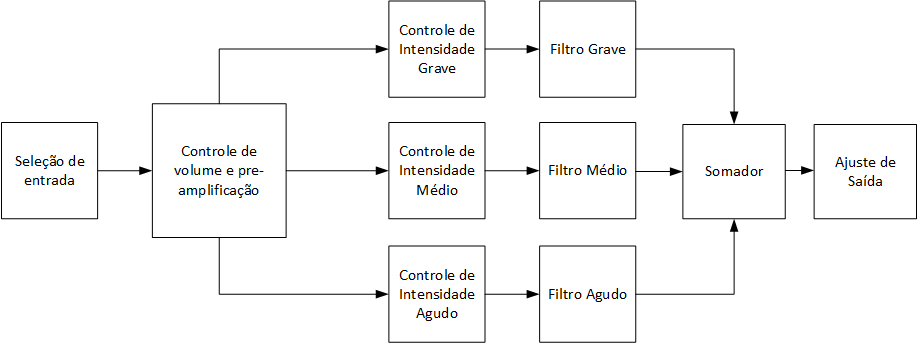 Seleção de
entrada
Controle de
volume e pre-
amplificação
Controle de
Intensidade
Grave
Filtro Grave
Controle de
Intensidade
Médio
Filtro Médio
Controle de
Intensidade
Agudo
Filtro Agudo
Somador
Ajuste de
Saída